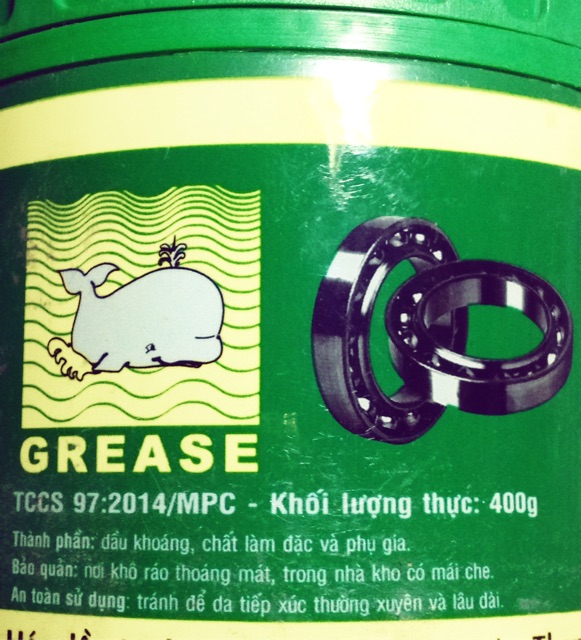 GREASE
TCCS 97:2014/MPC - Khối lượng thực: 400g
Thành phần: dầu khoáng, chất làm đặc và phụ gia.
Bảo quản: nơi khô ráo thoáng mát, trong nhà kho có mái che.
An toàn sử dụng: tránh để da tiếp xúc thường xuyên và lâu dài.